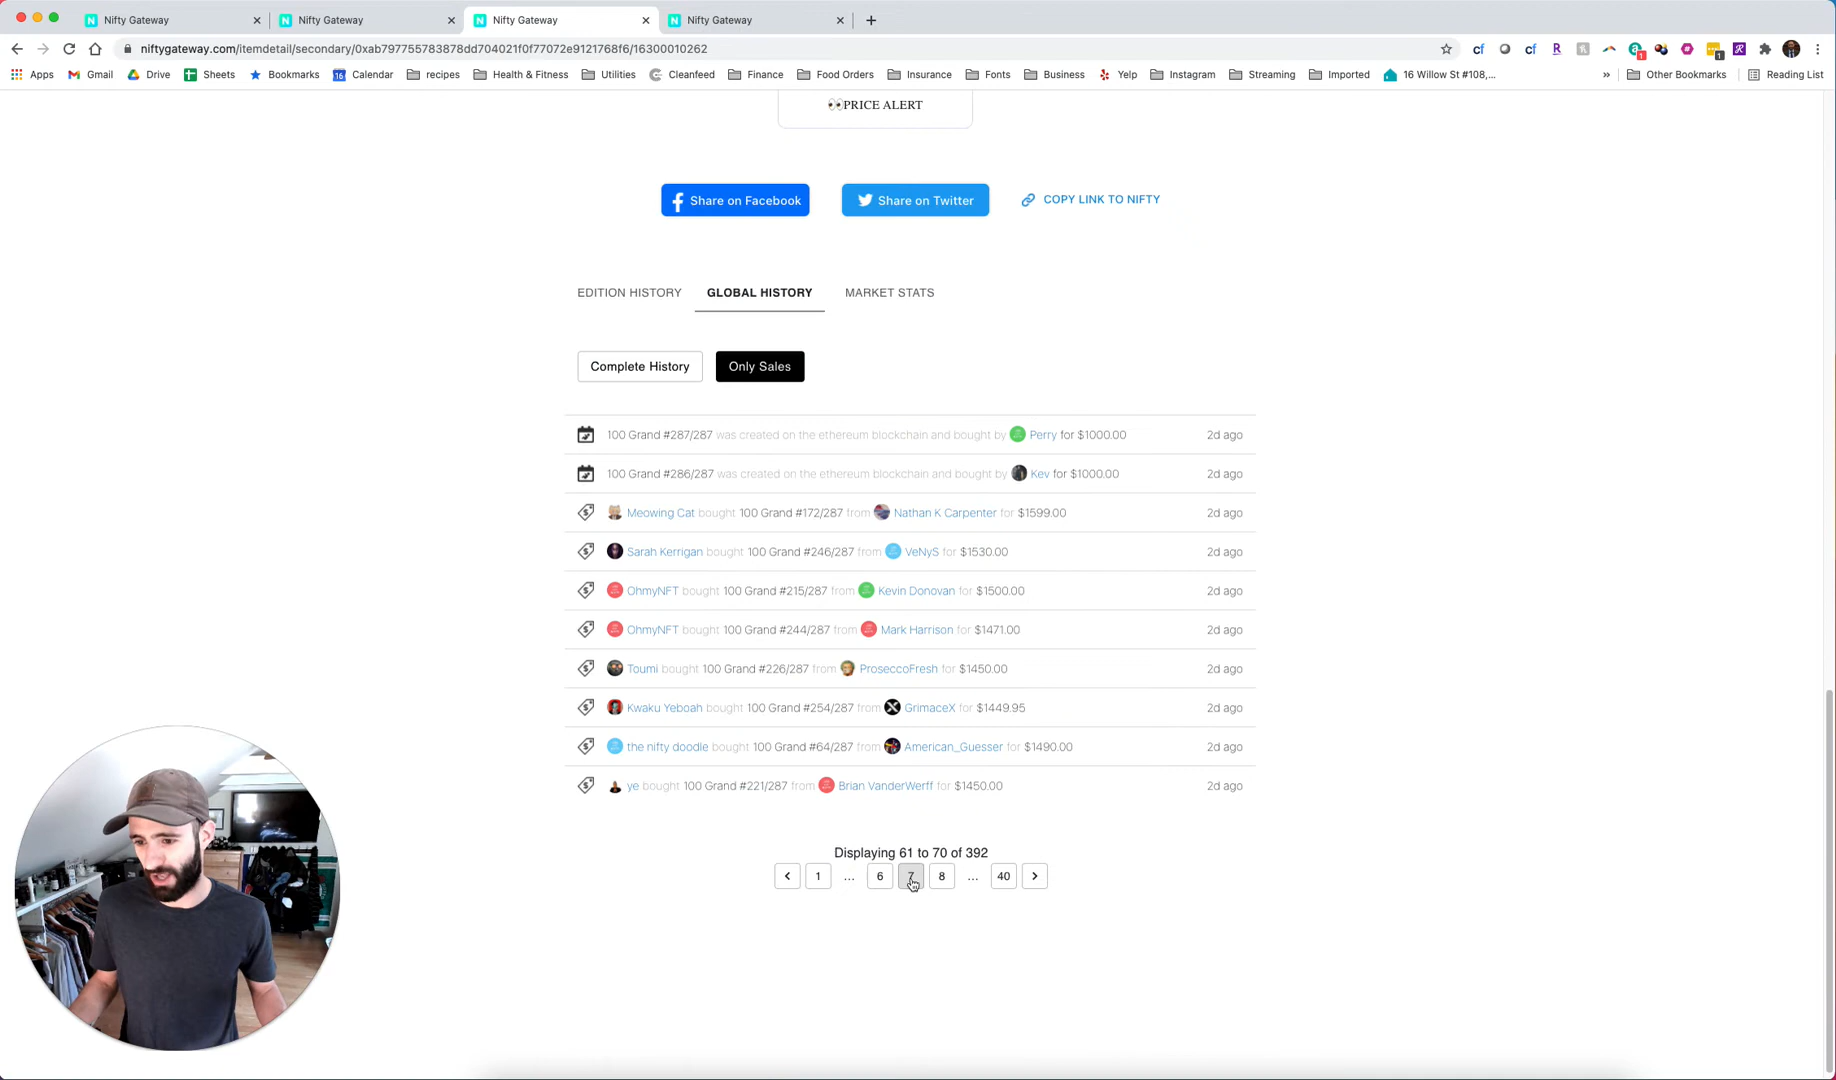 Nifty Gateway
Nifty Gateway
Nifty Gateway
Nifty Gateway
niftygateway.com/itemdetail/secondary/0xab797755783878dd704021f0f77072e9121768f6/16300010262
Apps Gmail Drive Sheets Bookmarks 16 Calendar recipes Health & Fitness Utilities Cleanfeed Finance Food Orders Insurance Fonts Business Yelp Instagram Streaming Imported 16 Willow St #108,... » Other Bookmarks Reading List
👀PRICE ALERT
Share on Facebook Share on Twitter COPY LINK TO NIFTY
EDITION HISTORY GLOBAL HISTORY MARKET STATS
Complete History Only Sales
100 Grand #287/287 was created on the ethereum blockchain and bought by Perry for $1000.00 2d ago
100 Grand #286/287 was created on the ethereum blockchain and bought by Kev for $1000.00 2d ago
Meowing Cat bought 100 Grand #172/287 from Nathan K Carpenter for $1599.00 2d ago
Sarah Kerrigan bought 100 Grand #246/287 from VeNyS for $1530.00 2d ago
OhmyNFT bought 100 Grand #215/287 from Kevin Donovan for $1500.00 2d ago
OhmyNFT bought 100 Grand #244/287 from Mark Harrison for $1471.00 2d ago
Toumi bought 100 Grand #226/287 from ProseccoFresh for $1450.00 2d ago
Kwaku Yeboah bought 100 Grand #254/287 from GrimaceX for $1449.95 2d ago
the nifty doodle bought 100 Grand #64/287 from American_Guesser for $1490.00 2d ago
ye bought 100 Grand #221/287 from Brian VanderWerff for $1450.00 2d ago
Displaying 61 to 70 of 392
1 ... 6 7 8 ... 40